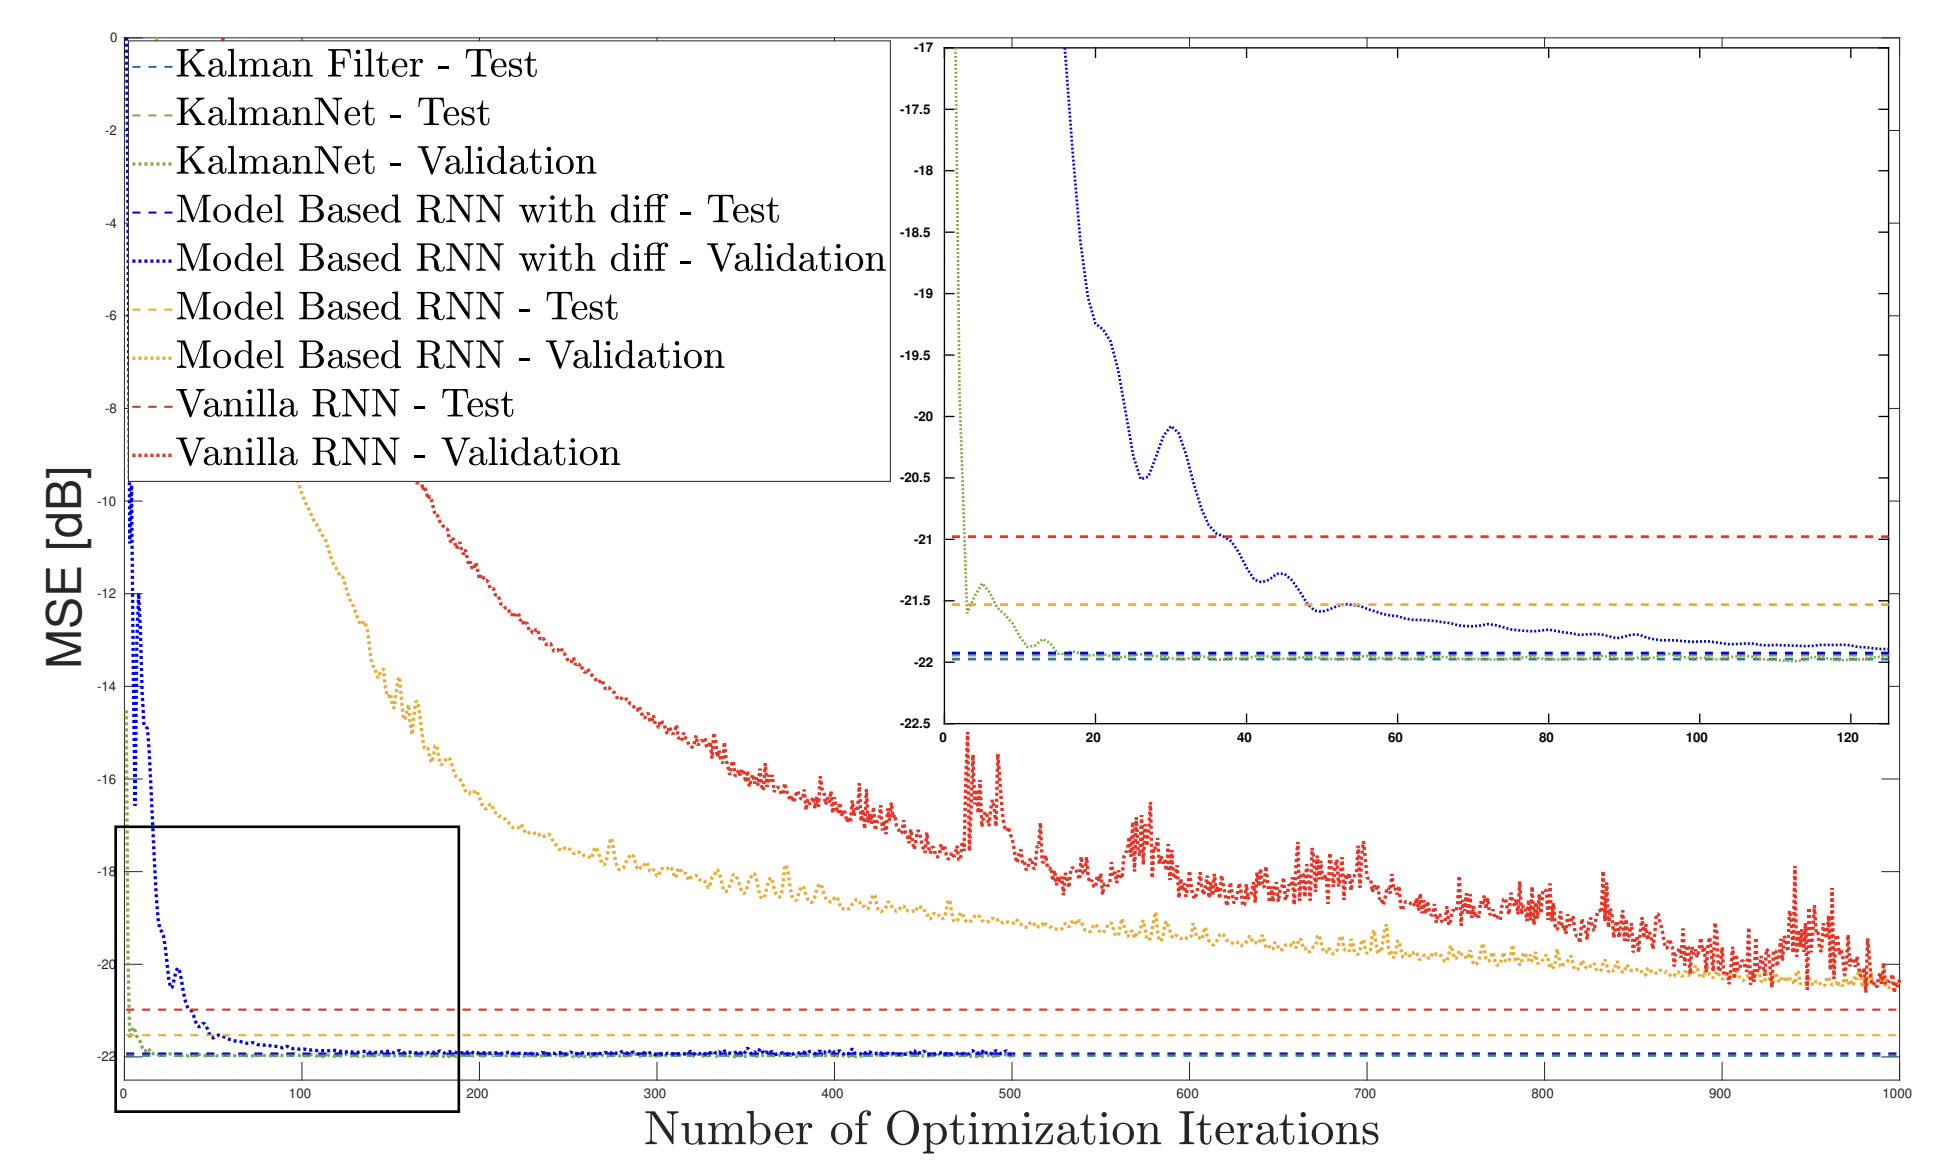 0
-2
-4
-6
-8
-10
-12
-14
-16
-18
-20
-22
MSE [dB]
Kalman Filter - Test
KalmanNet - Test
KalmanNet - Validation
Model Based RNN with diff - Test
Model Based RNN with diff - Validation
Model Based RNN - Test
Model Based RNN - Validation
Vanilla RNN - Test
Vanilla RNN - Validation
-17
-17.5
-18
-18.5
-19
-19.5
-20
-20.5
-21
-21.5
-22
-22.5
0 20 40 60 80 100 120
0 100 200 300 400 500 600 700 800 900 1000
Number of Optimization Iterations